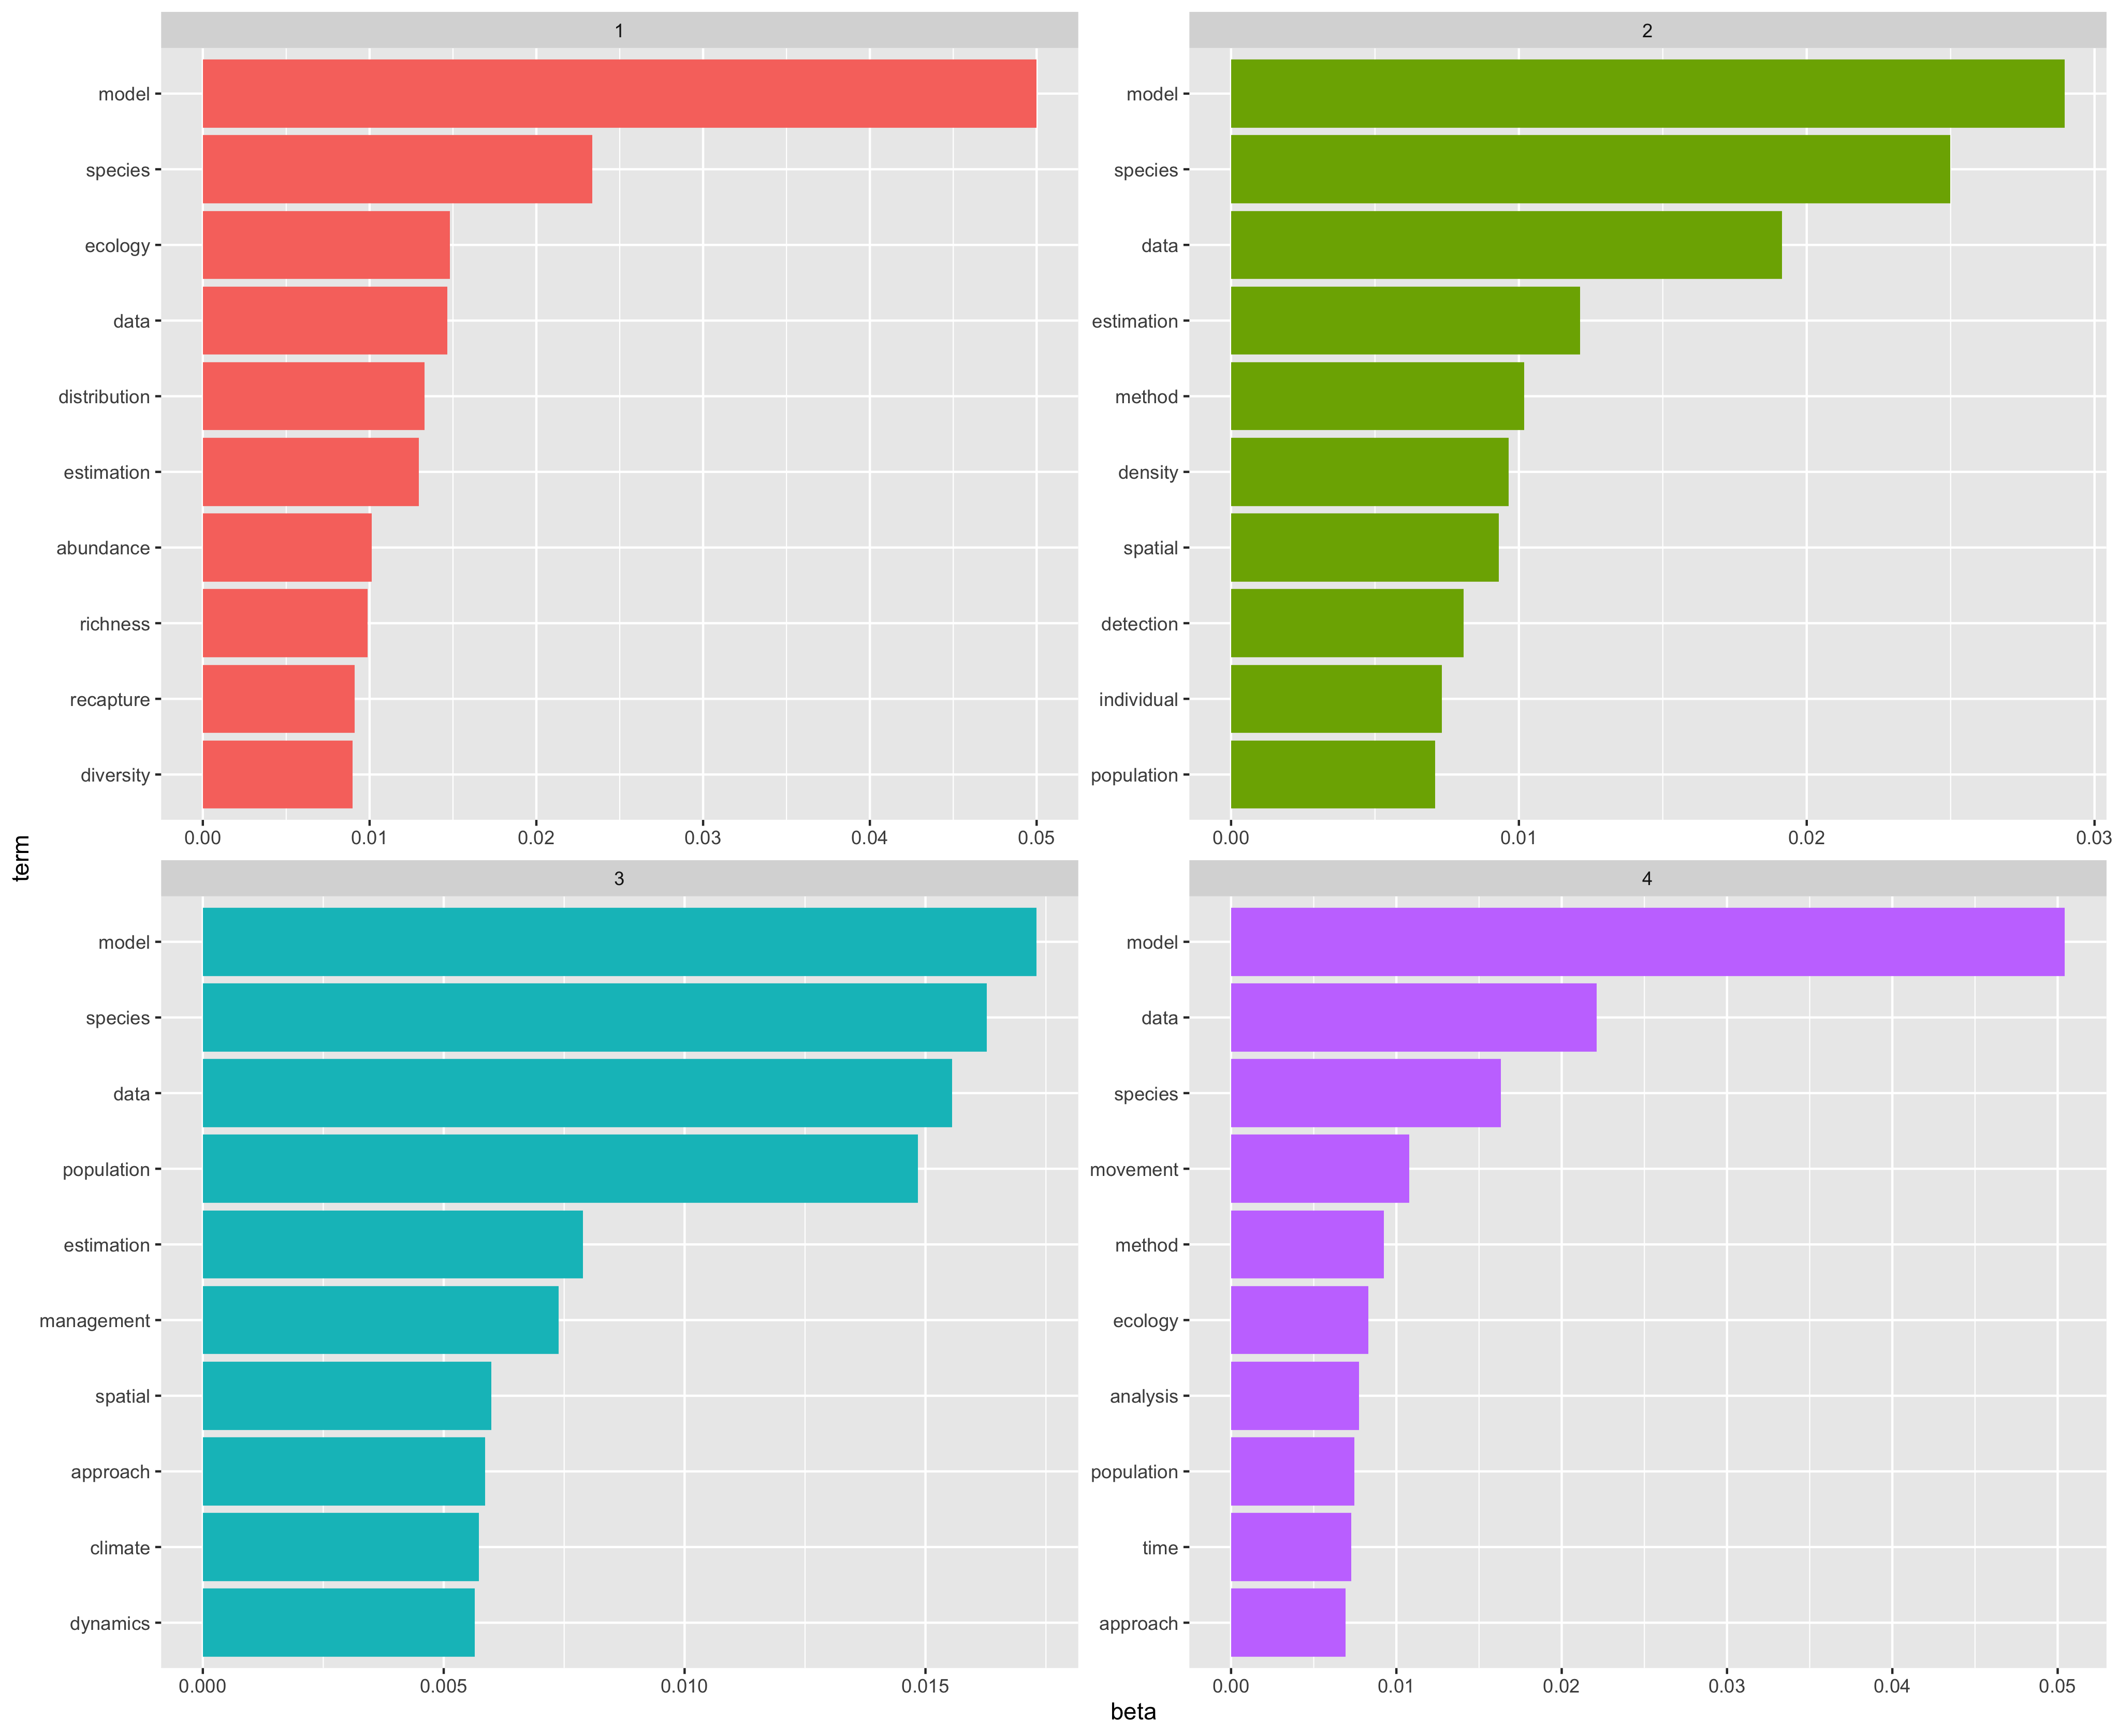 term
1
model
species
ecology
data
distribution
estimation
abundance
richness
recapture
diversity
0.00 0.01 0.02 0.03 0.04 0.05
2
model
species
data
estimation
method
density
spatial
detection
individual
population
0.00 0.01 0.02 0.03
3
model
species
data
population
estimation
management
spatial
approach
climate
dynamics
0.000 0.005 0.010 0.015
4
model
data
species
movement
method
ecology
analysis
population
time
approach
0.00 0.01 0.02 0.03 0.04 0.05
beta